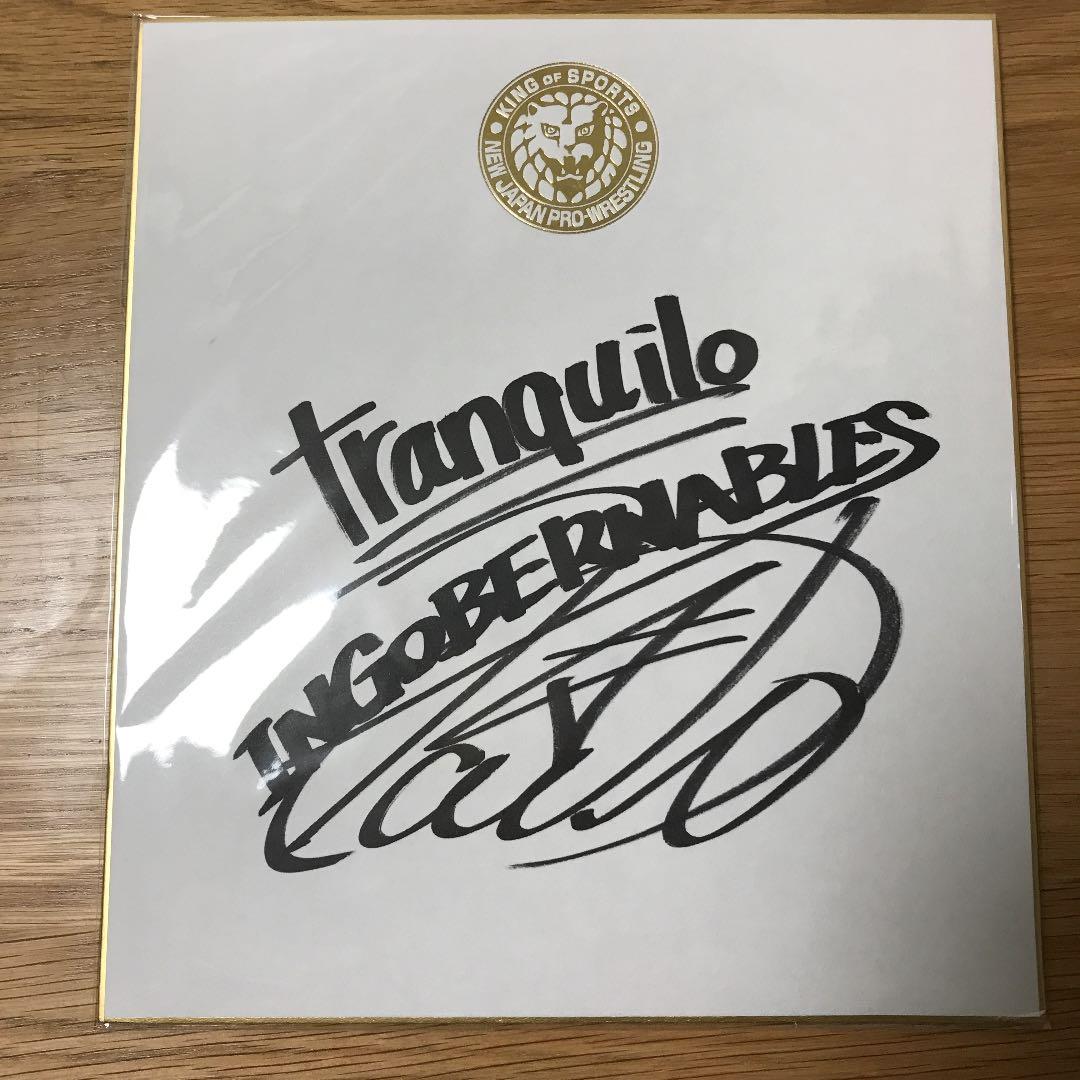 KING OF SPORTS
NEW JAPAN PRO-WRESTLING
tranquilo
INGOBERNABLES